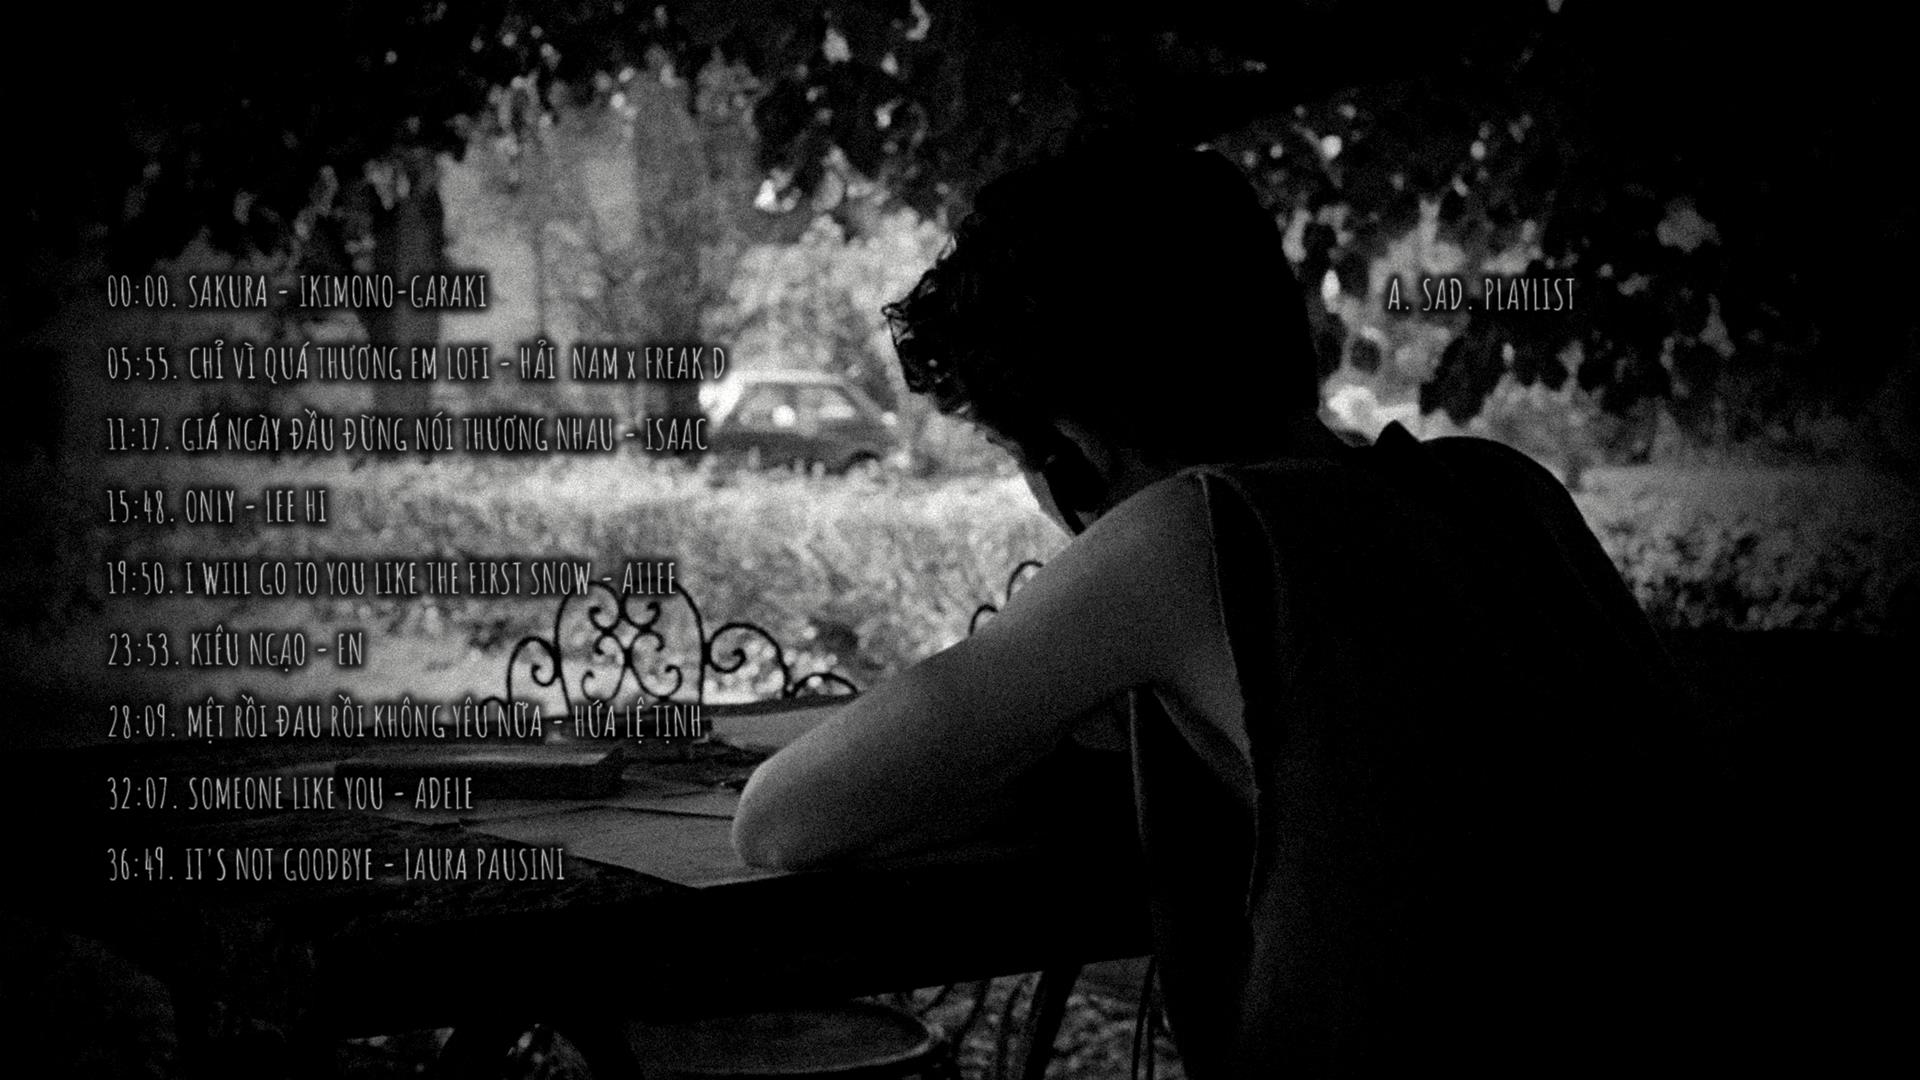 00:00. SAKURA - IKIMONO-GARAKI
05:55. CHỈ VÌ QUÁ THƯƠNG EM LOFI - HẢI NAM x FREAK D
11:17. GIÁ NGÀY ĐẦU ĐỪNG NÓI THƯƠNG NHAU - ISAAC
15:48. ONLY - LEE HI
19:50. I WILL GO TO YOU LIKE THE FIRST SNOW - AILEE
23:53. KIÊU NGẠO - EN
28:09. MỆT RỒI ĐAU RỒI KHÔNG YÊU NỮA - HỨA LỆ TỊNH
32:07. SOMEONE LIKE YOU - ADELE
36:49. IT'S NOT GOODBYE - LAURA PAUSINI
A. SAD. PLAYLIST